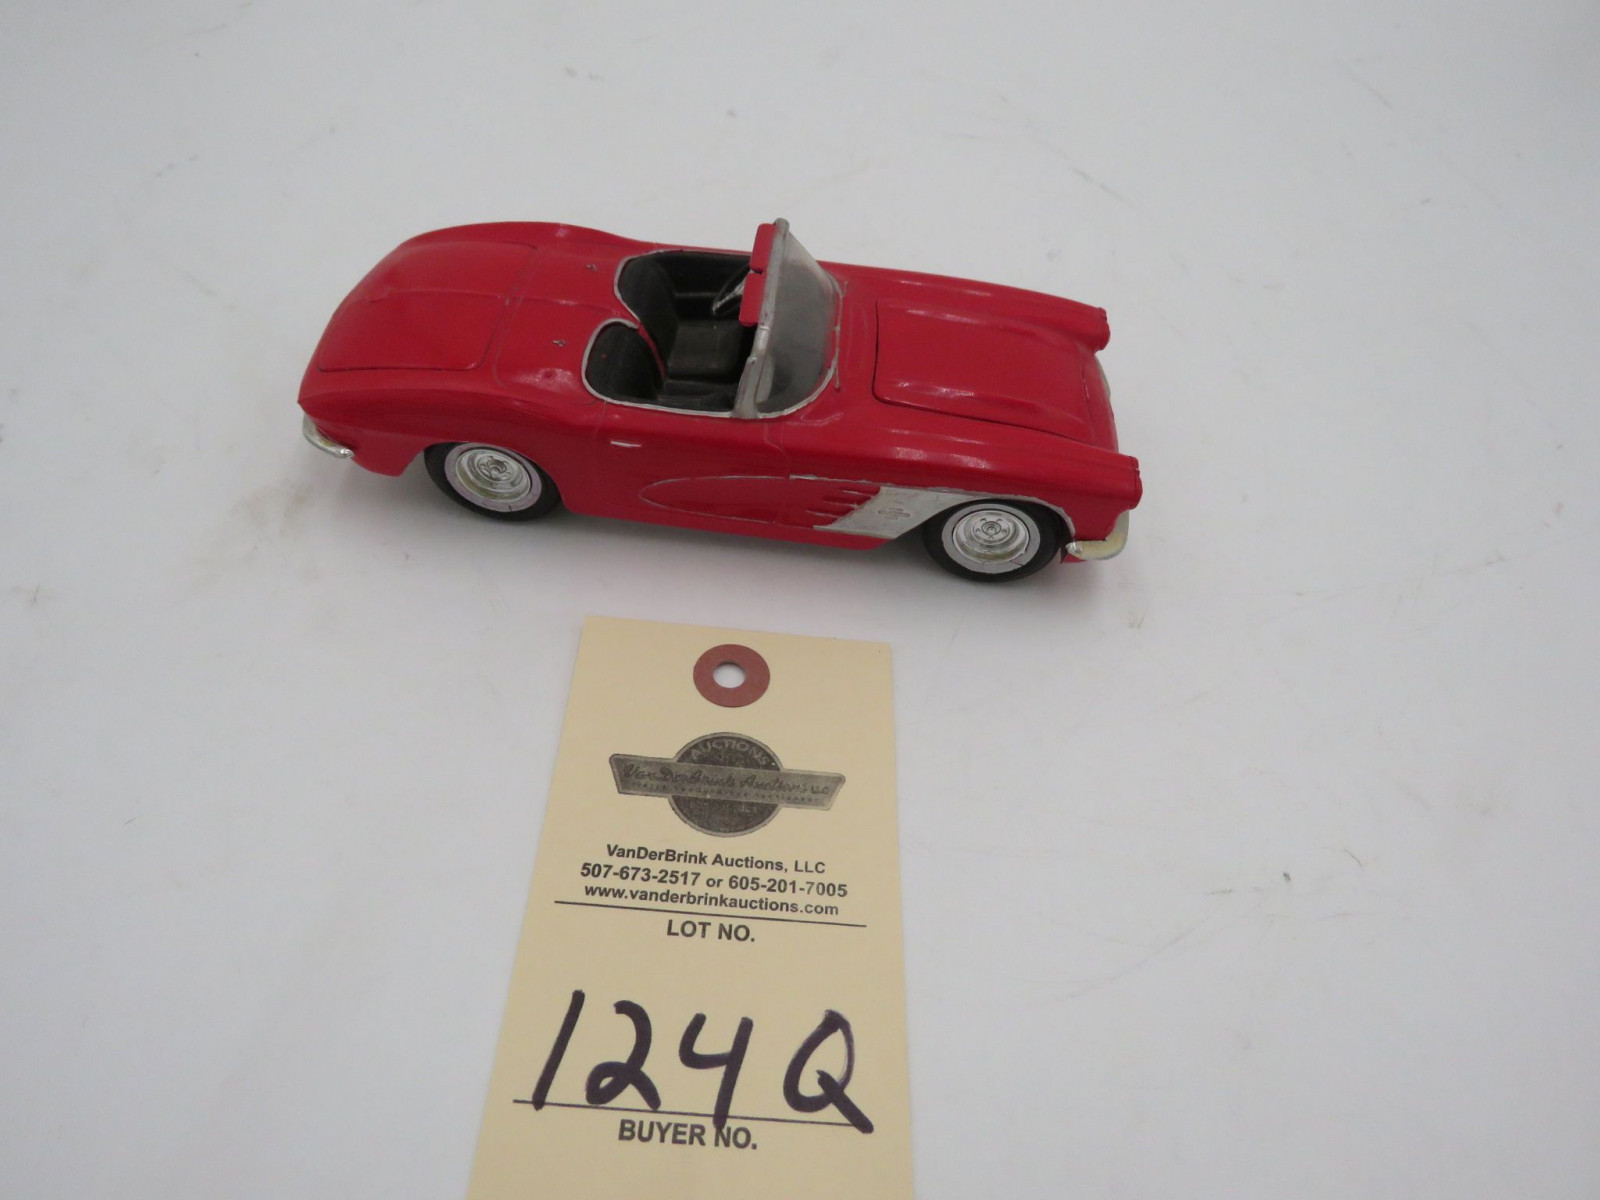 AUCTIONS
VanDerBrink Auctions LLC
VanDerBrink Auctions, LLC
507-673-2517 or 605-201-7005
www.vanderbrinkauctions.com
LOT NO.
124Q
BUYER NO.